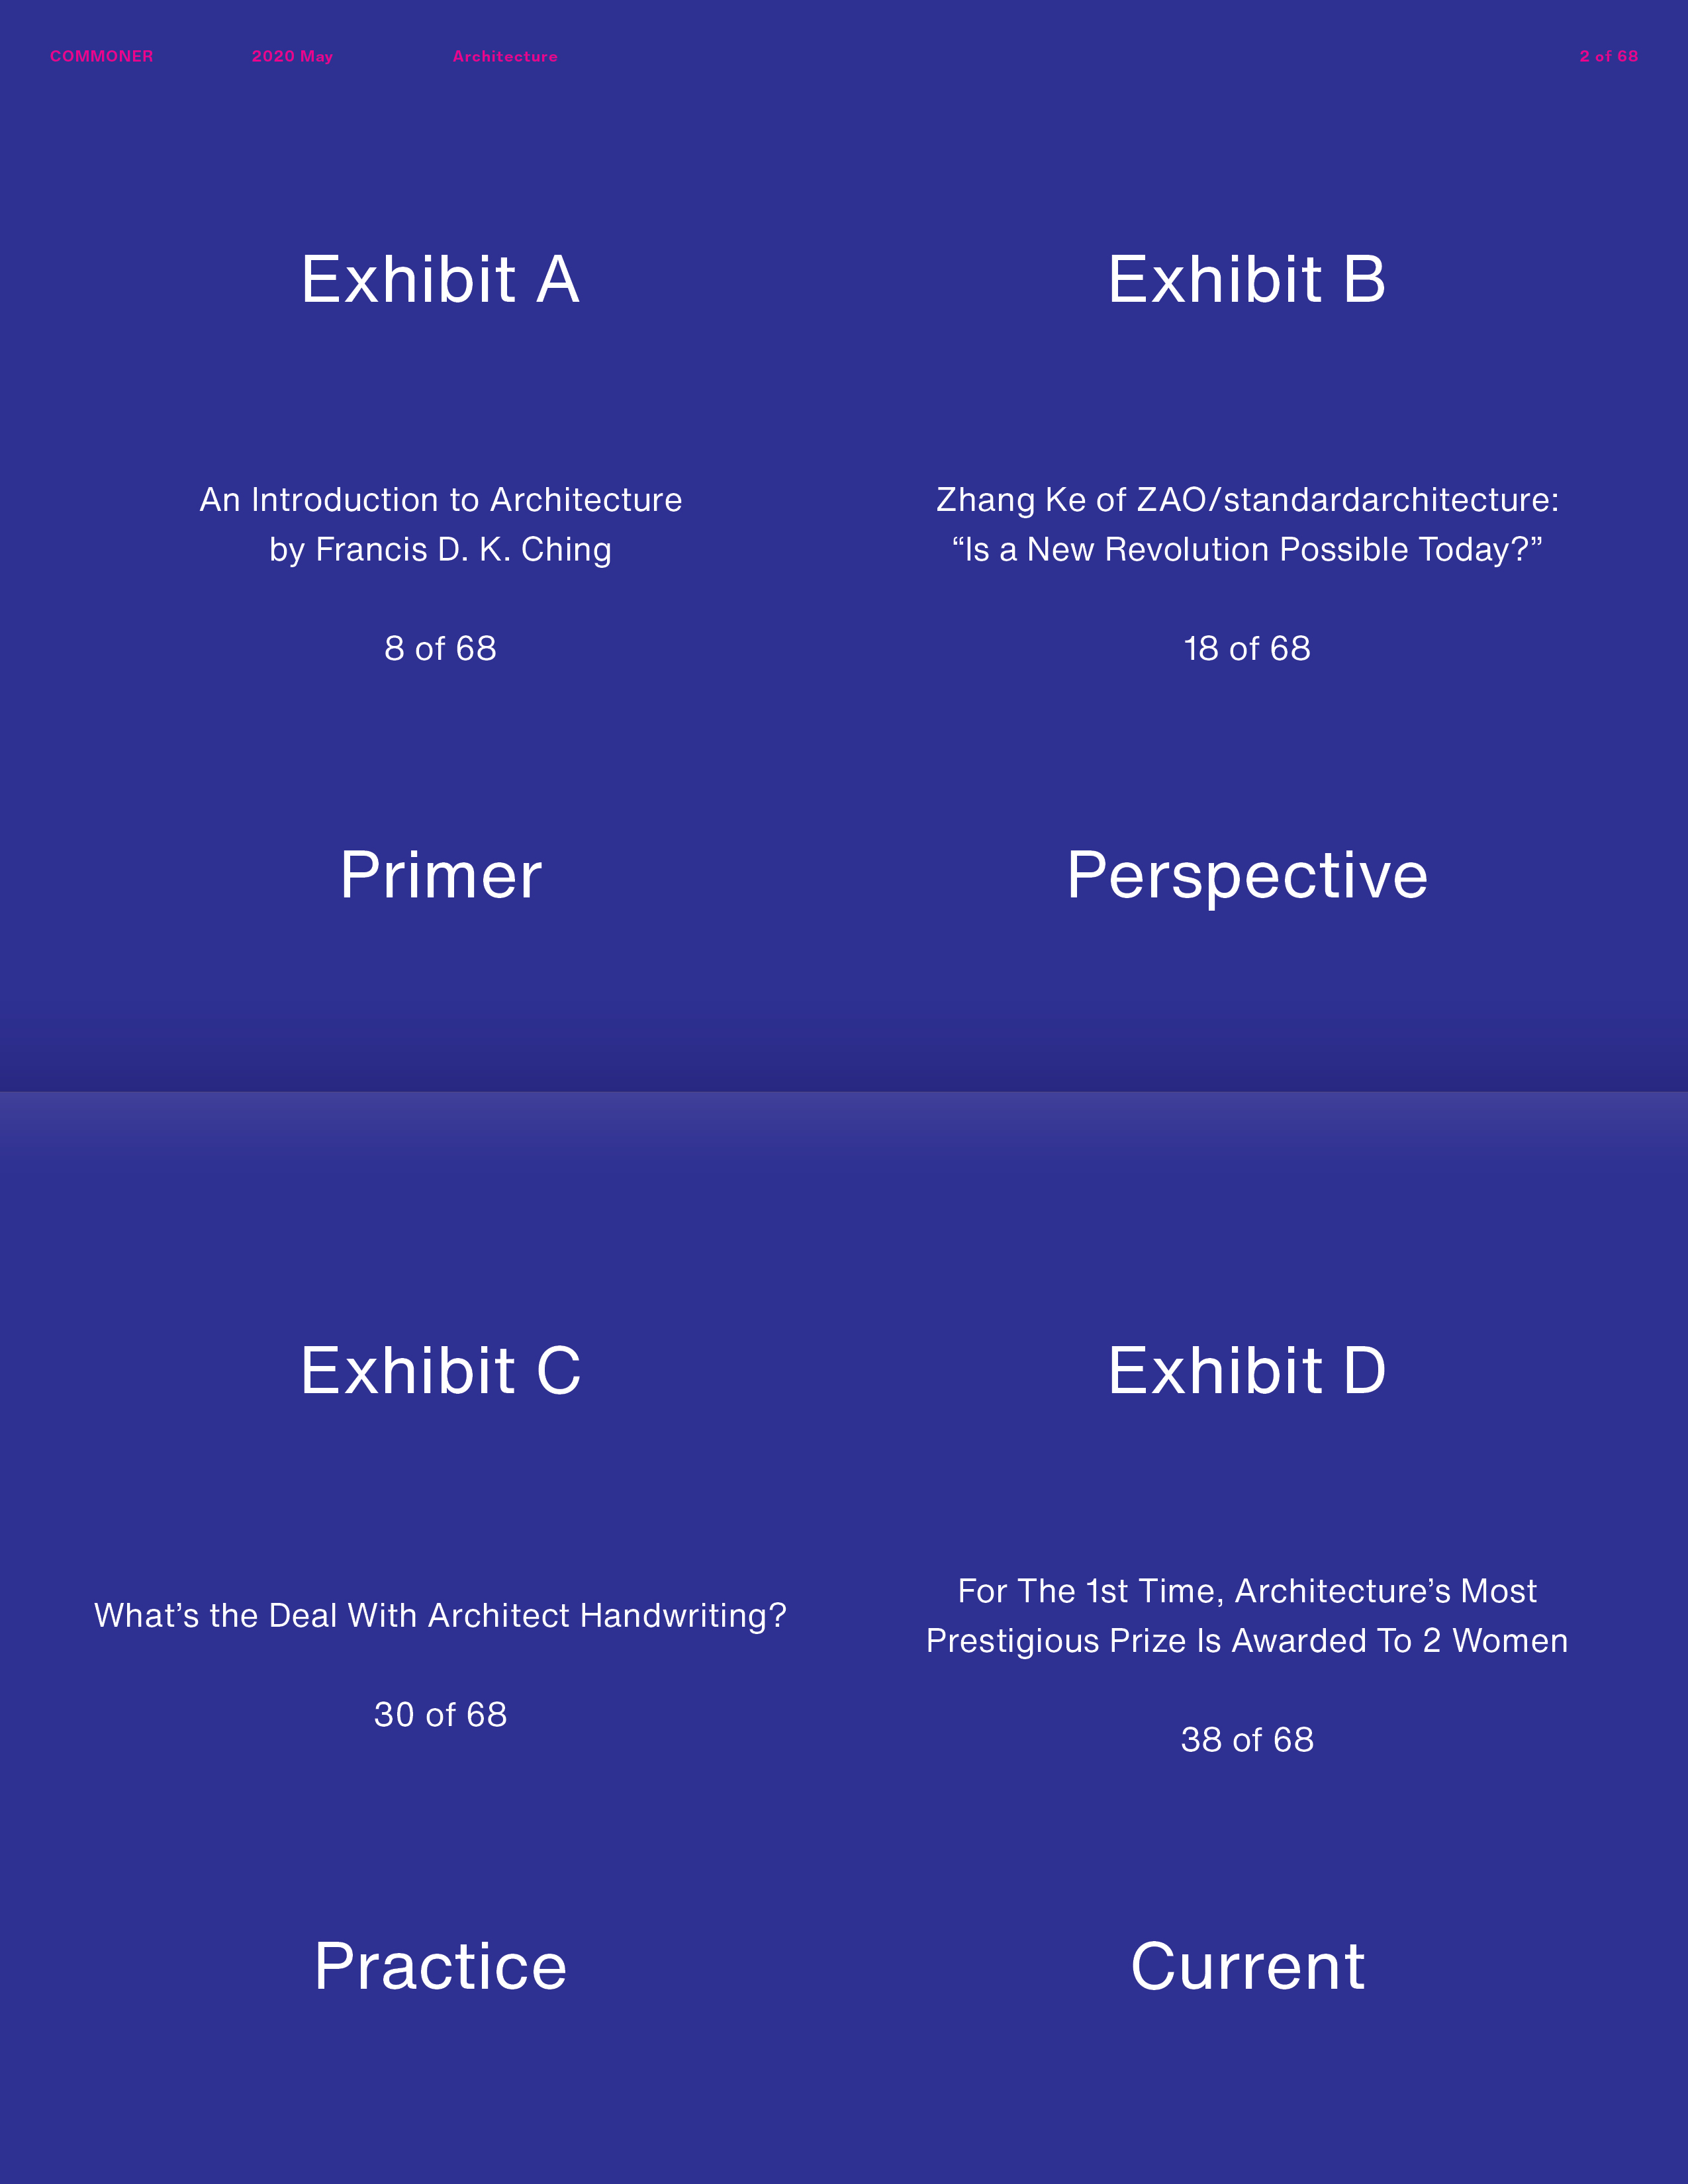 COMMONER 2020 May Architecture 2 of 68
Exhibit A
An Introduction to Architecture
by Francis D. K. Ching
8 of 68
Primer
Exhibit B
Zhang Ke of ZAO/standardarchitecture:
“Is a New Revolution Possible Today?”
18 of 68
Perspective
Exhibit C
What’s the Deal With Architect Handwriting?
30 of 68
Practice
Exhibit D
For The 1st Time, Architecture’s Most
Prestigious Prize Is Awarded To 2 Women
38 of 68
Current